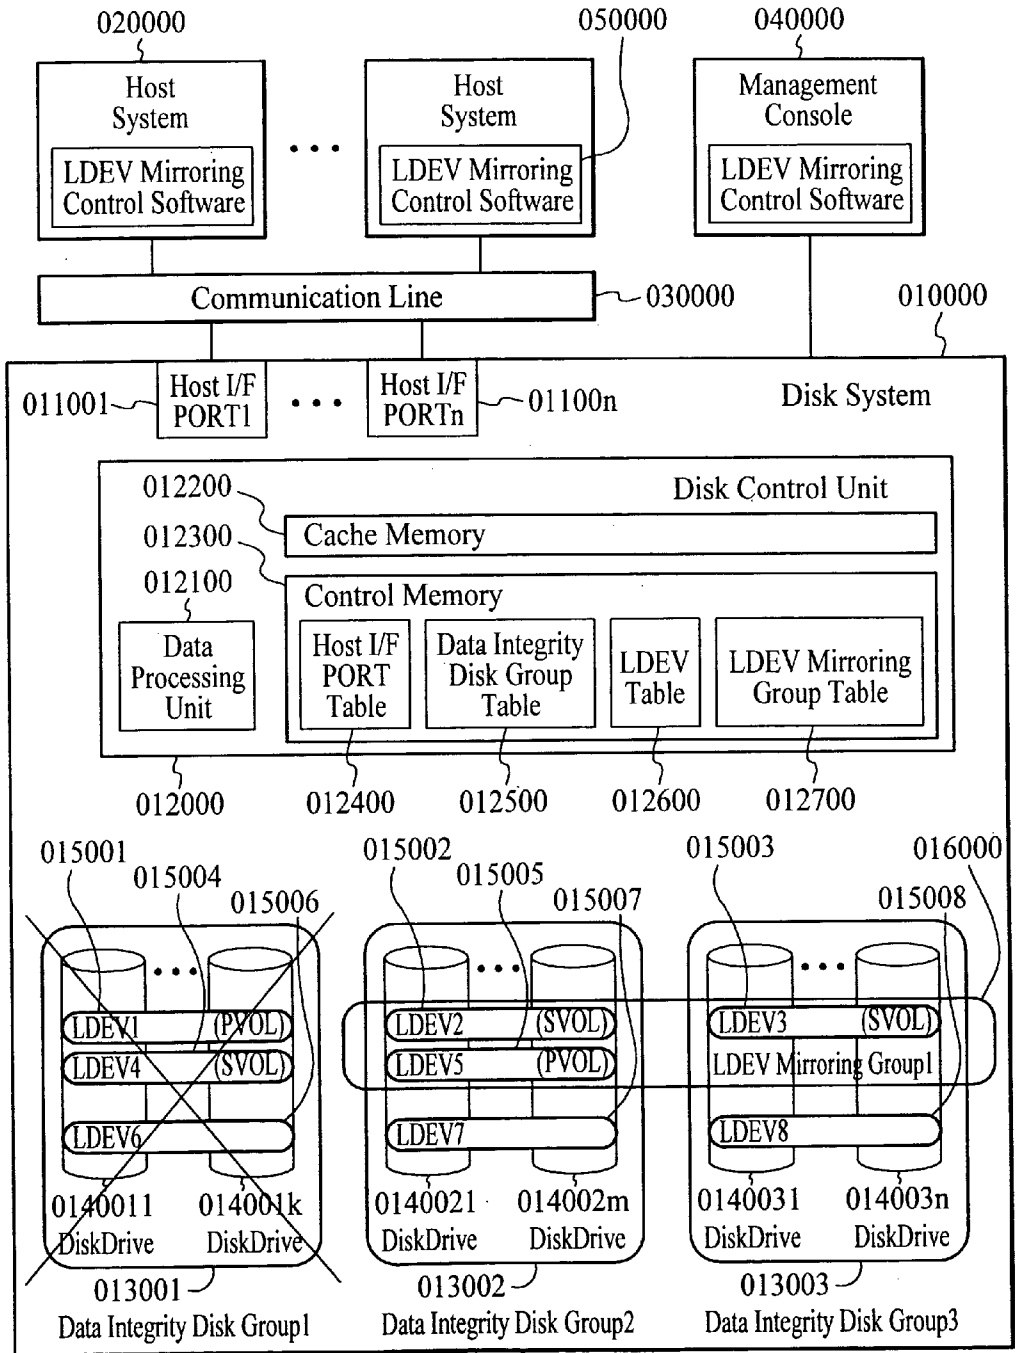 020000
050000
040000
Host
System
LDEV Mirroring
Control Software
Host
System
LDEV Mirroring
Control Software
Management
Console
LDEV Mirroring
Control Software
Communication Line
030000
010000
011001
Host I/F
PORT1
Host I/F
PORTn
01100n
Disk System
012200
Disk Control Unit
Cache Memory
012300
012100
Control Memory
Data
Processing
Unit
Host I/F
PORT
Table
Data Integrity
Disk Group
Table
LDEV
Table
LDEV Mirroring
Group Table
012000
012400
012500
012600
012700
015001
015004
015006
015002
015005
015007
015003
015008
016000
LDEV1 (PVOL)
LDEV4 (SVOL)
LDEV6
0140011
014001k
DiskDrive
DiskDrive
013001
Data Integrity Disk Group1
LDEV2 (SVOL)
LDEV5 (PVOL)
LDEV7
0140021
014002m
DiskDrive
DiskDrive
013002
Data Integrity Disk Group2
LDEV3 (SVOL)
LDEV Mirroring Group1
LDEV8
0140031
014003n
DiskDrive
DiskDrive
013003
Data Integrity Disk Group3